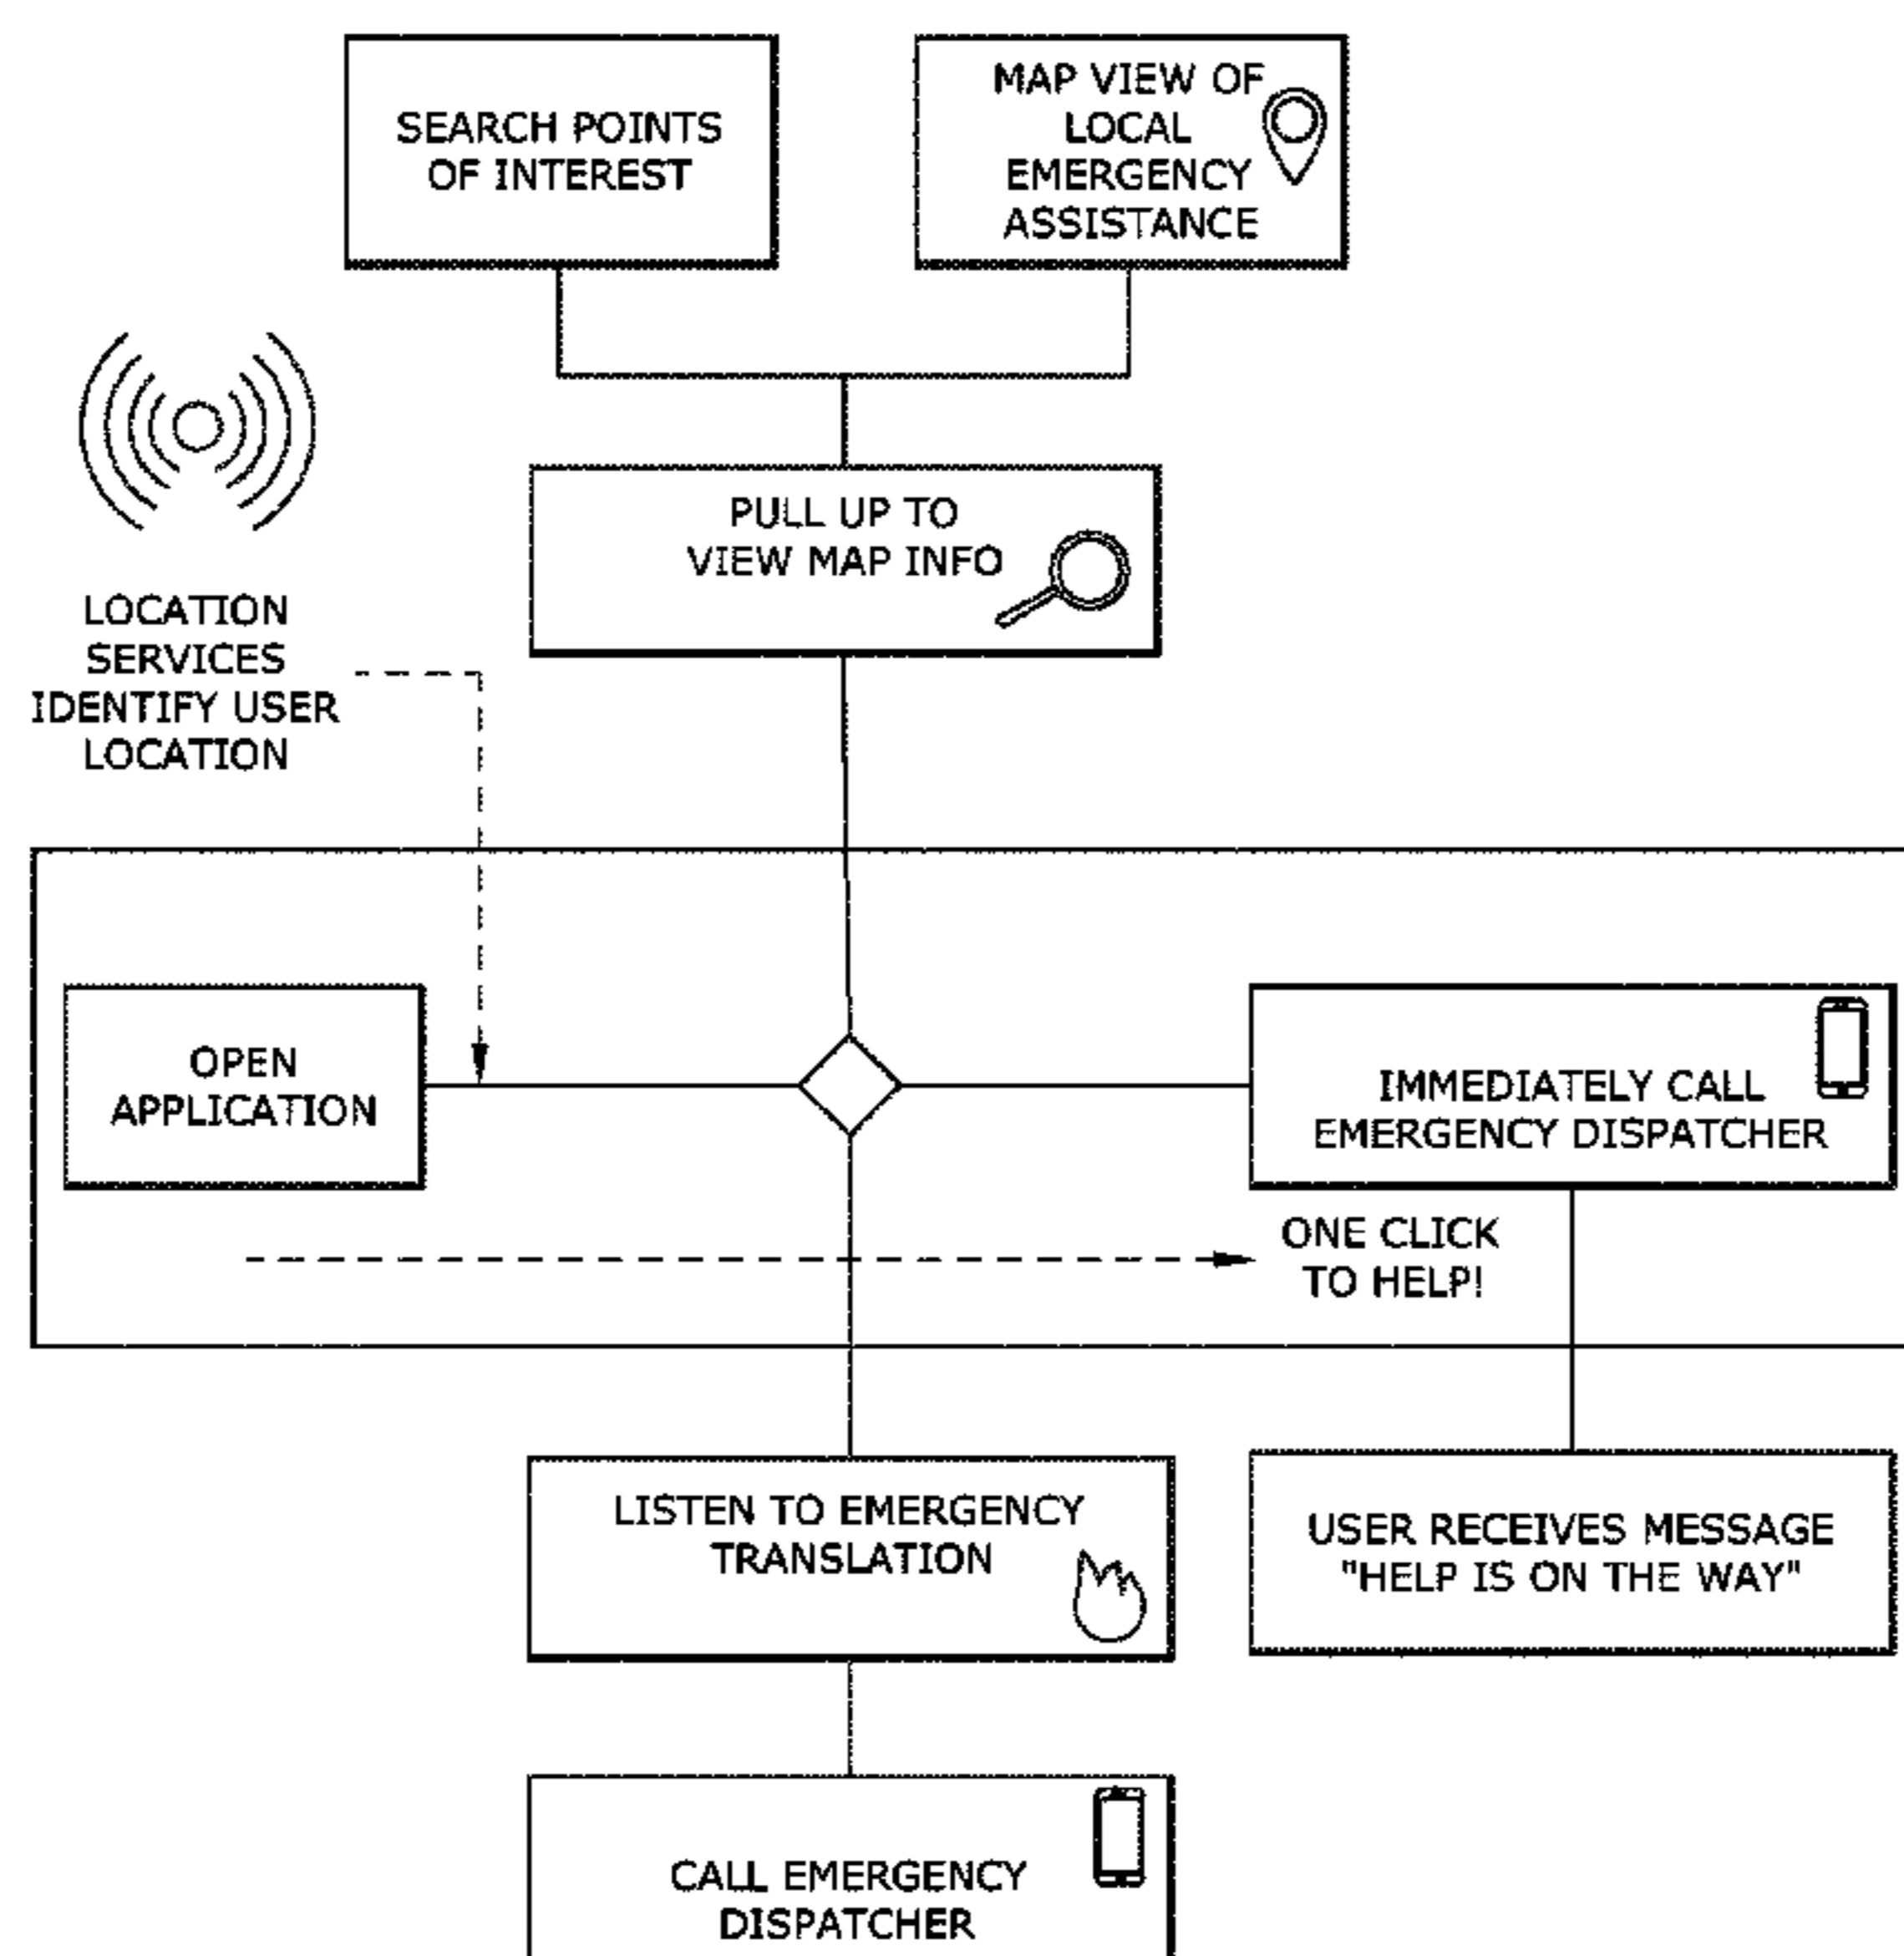 SEARCH POINTS
OF INTEREST
MAP VIEW OF
LOCAL
EMERGENCY
ASSISTANCE
PULL UP TO
VIEW MAP INFO
LOCATION
SERVICES
IDENTIFY USER
LOCATION
OPEN
APPLICATION
IMMEDIATELY CALL
EMERGENCY DISPATCHER
ONE CLICK
TO HELP!
LISTEN TO EMERGENCY
TRANSLATION
USER RECEIVES MESSAGE
"HELP IS ON THE WAY"
CALL EMERGENCY
DISPATCHER